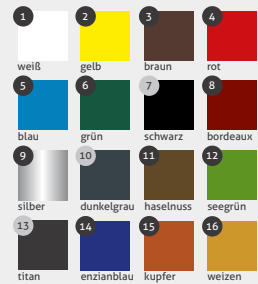 1 2 3 4
weiß gelb braun rot
5 6 7 8
blau grün schwarz bordeaux
9 10 11 12
silber dunkelgrau haselnuss seegrün
13 14 15 16
titan enzianblau kupfer weizen